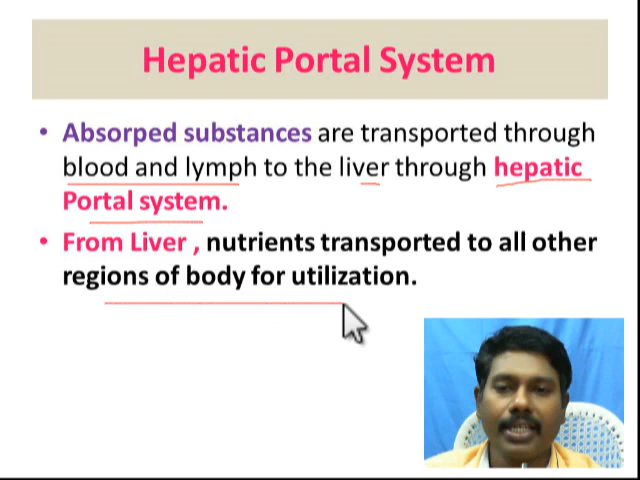 Hepatic Portal System
• Absorped substances are transported through
blood and lymph to the liver through hepatic
Portal system.
• From Liver , nutrients transported to all other
regions of body for utilization.